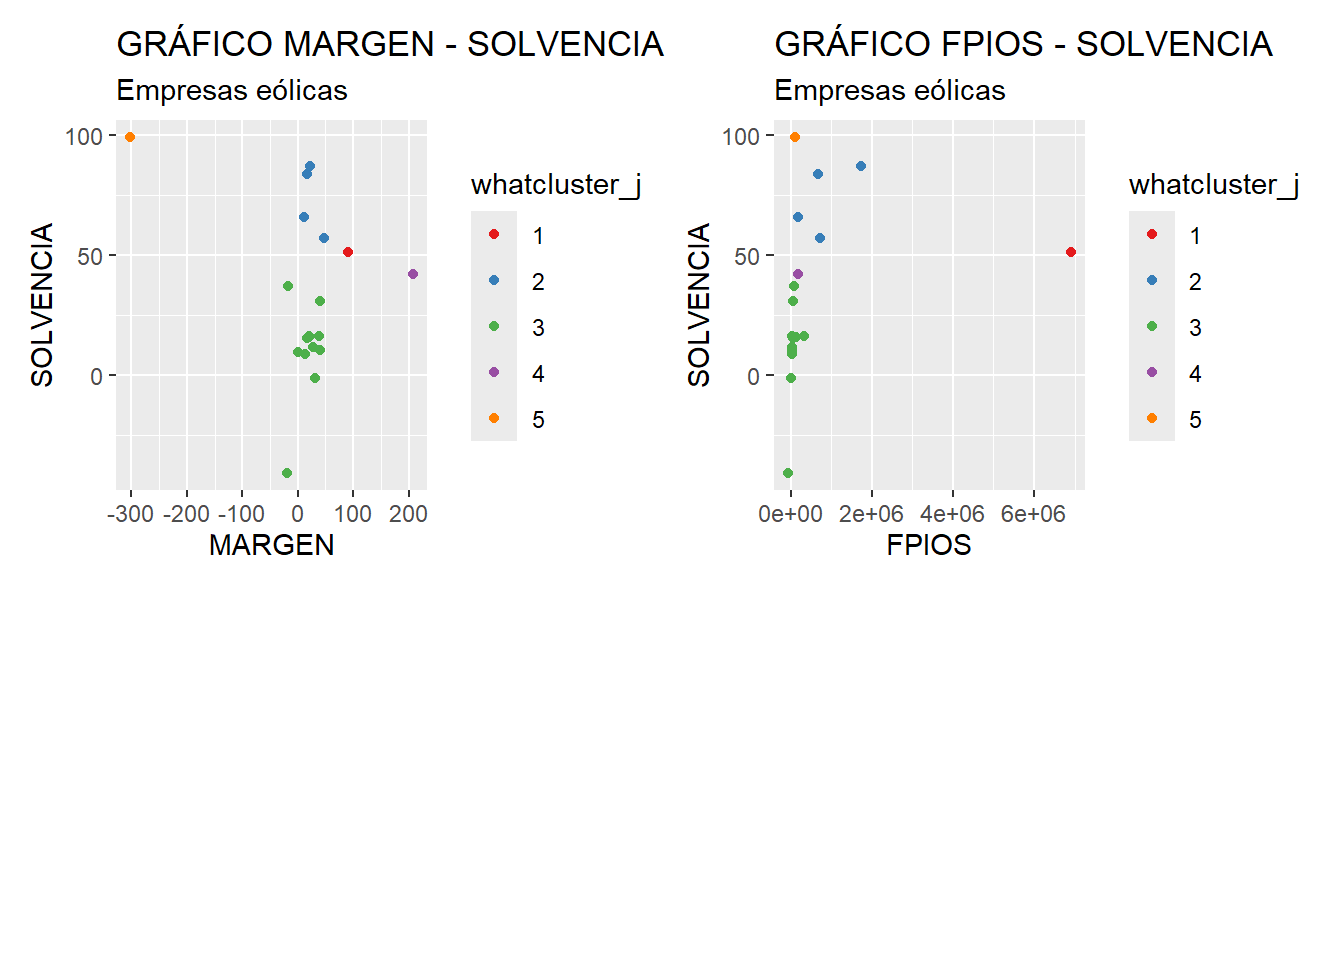 GRÁFICO MARGEN - SOLVENCIA
Empresas eólicas
100
50
0
SOLVENCIA
-300 -200 -100 0 100 200
MARGEN
whatcluster_j
1
2
3
4
5
GRÁFICO FPIOS - SOLVENCIA
Empresas eólicas
100
50
0
SOLVENCIA
0e+00 2e+06 4e+06 6e+06
FPIOS
whatcluster_j
1
2
3
4
5